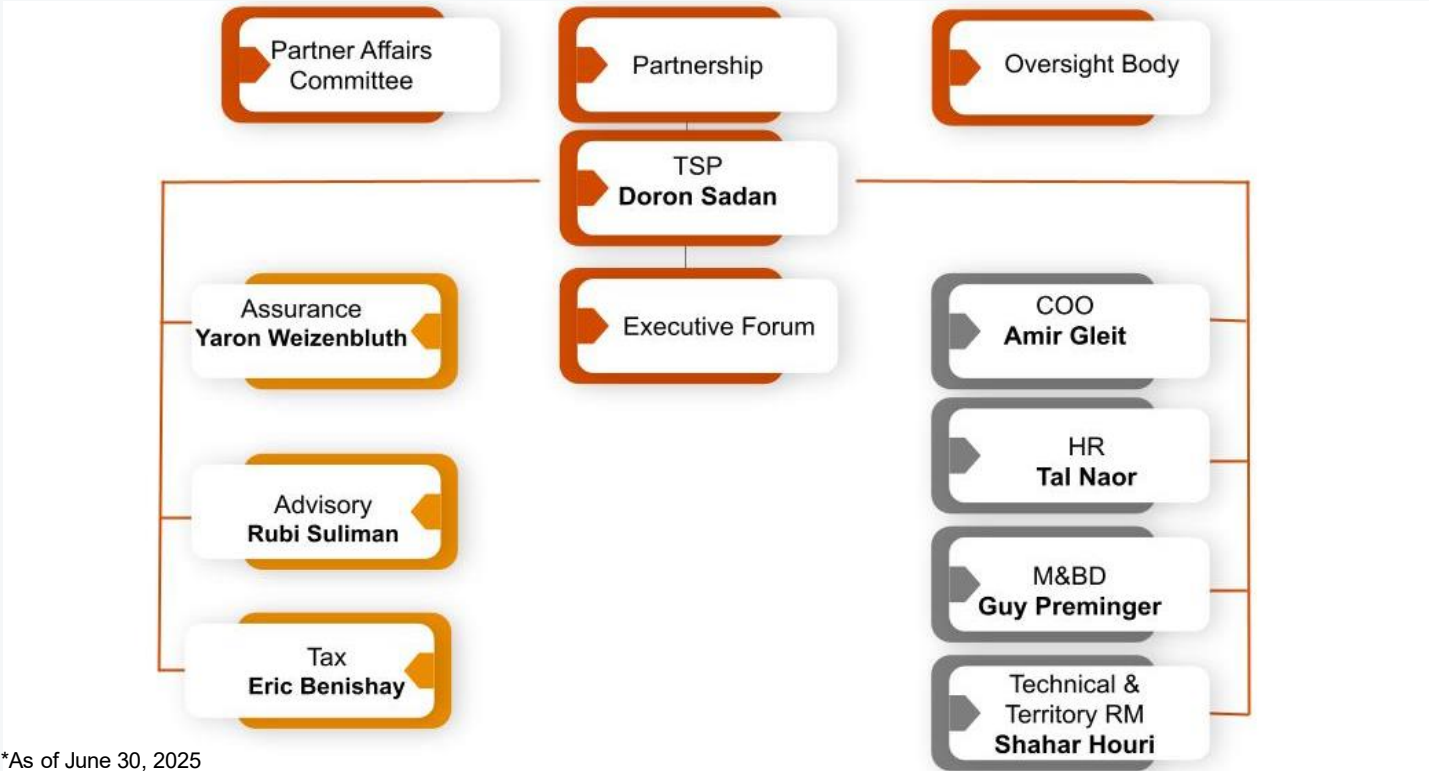 Partner Affairs
Committee
Partnership
Oversight Body
TSP
Doron Sadan
Executive Forum
Assurance
Yaron Weizenbluth
Advisory
Rubi Suliman
Tax
Eric Benishay
COO
Amir Gleit
HR
Tal Naor
M&BD
Guy Preminger
Technical &
Territory RM
Shahar Houri
*As of June 30, 2025